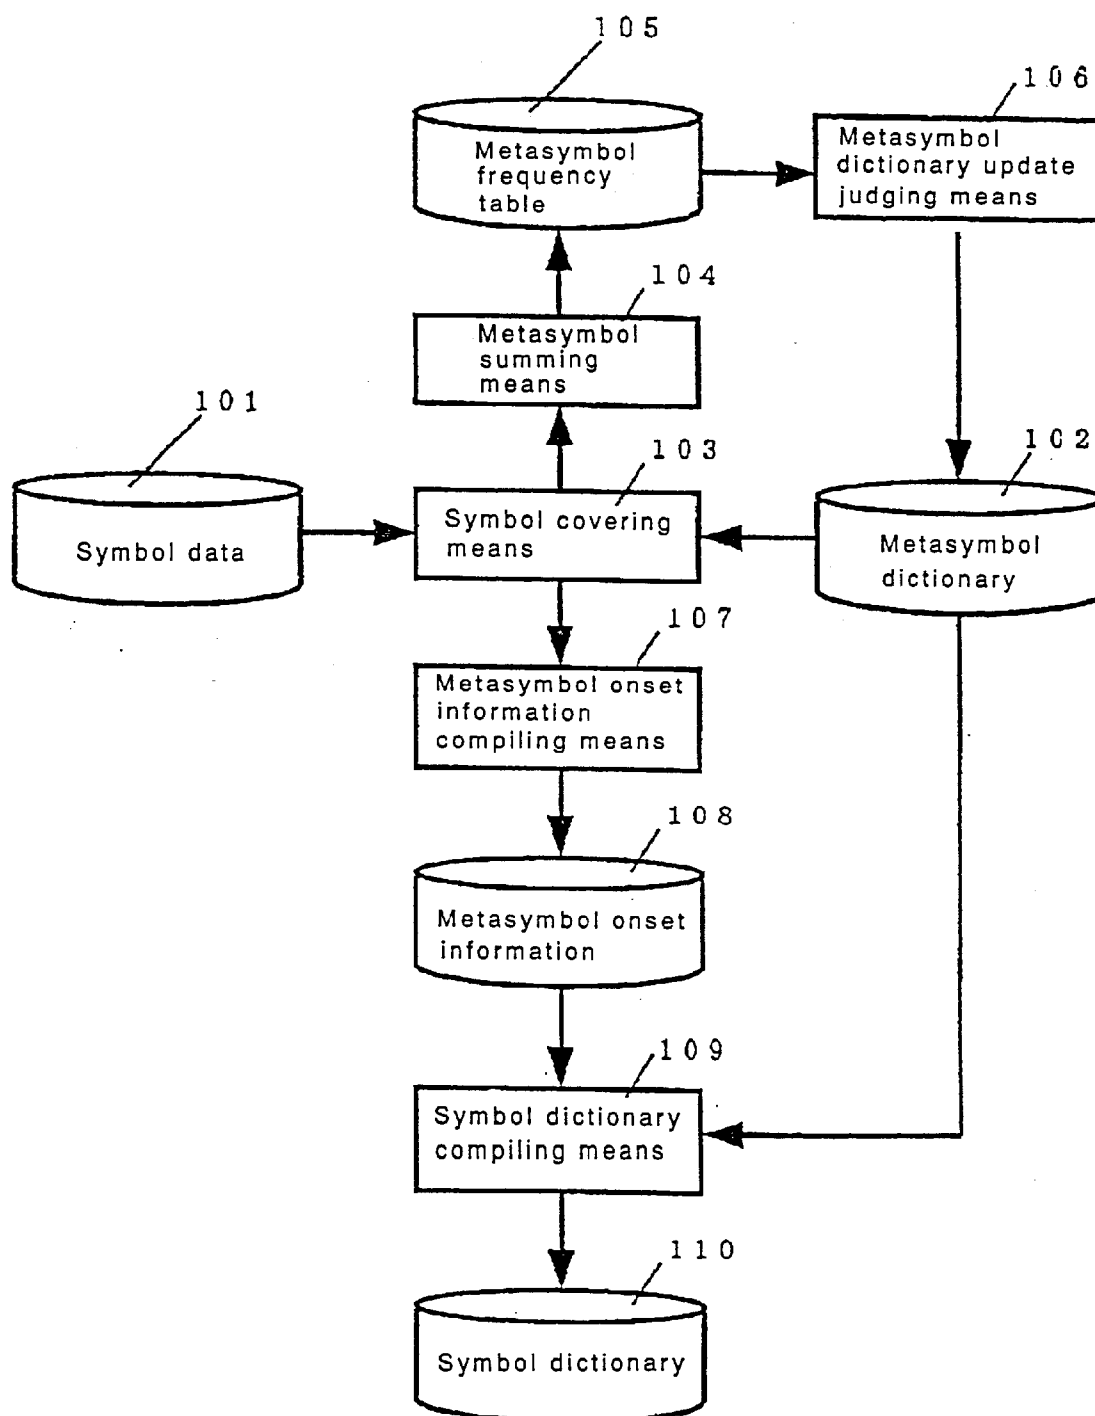 105
106
Metasymbol
frequency
table
Metasymbol
dictionary update
judging means
104
Metasymbol
summing
means
101
103
102
Symbol data
Symbol covering
means
Metasymbol
dictionary
107
Metasymbol onset
information
compiling means
108
Metasymbol onset
information
109
Symbol dictionary
compiling means
110
Symbol dictionary